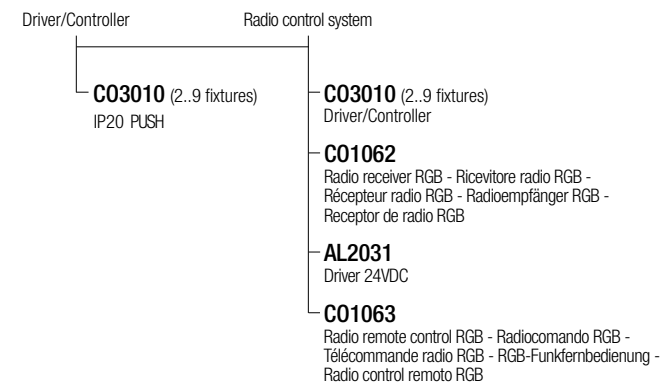 Driver/Controller
Radio control system
CO3010 (2..9 fixtures)
IP20 PUSH
CO3010 (2..9 fixtures)
Driver/Controller
CO1062
Radio receiver RGB - Ricevitore radio RGB -
Récepteur radio RGB - Radioempfänger RGB -
Receptor de radio RGB
AL2031
Driver 24VDC
CO1063
Radio remote control RGB - Radiocomando RGB -
Télécommande radio RGB - RGB-Funkfernbedienung -
Radio control remoto RGB